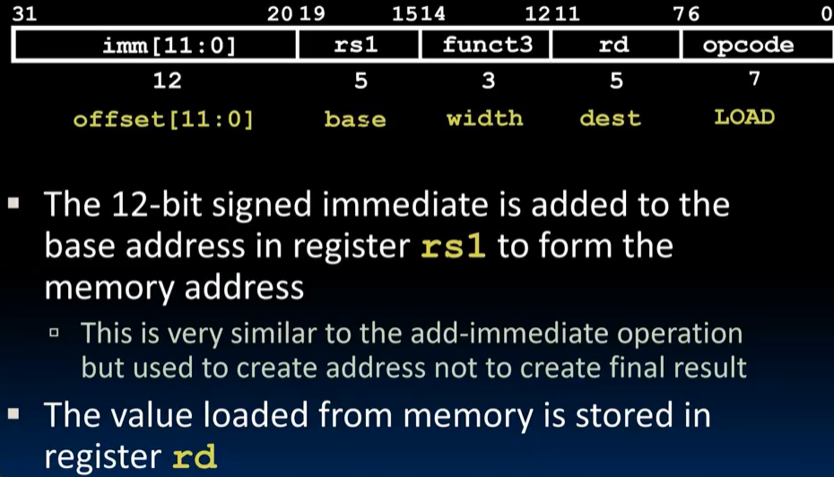 31 20 19 15 14 12 11 7 6 0
imm[11:0] rs1 funct3 rd opcode
12 5 3 5 7
offset[11:0] base width dest LOAD
▪ The 12-bit signed immediate is added to the
base address in register rs1 to form the
memory address
▫ This is very similar to the add-immediate operation
but used to create address not to create final result
▪ The value loaded from memory is stored in
register rd